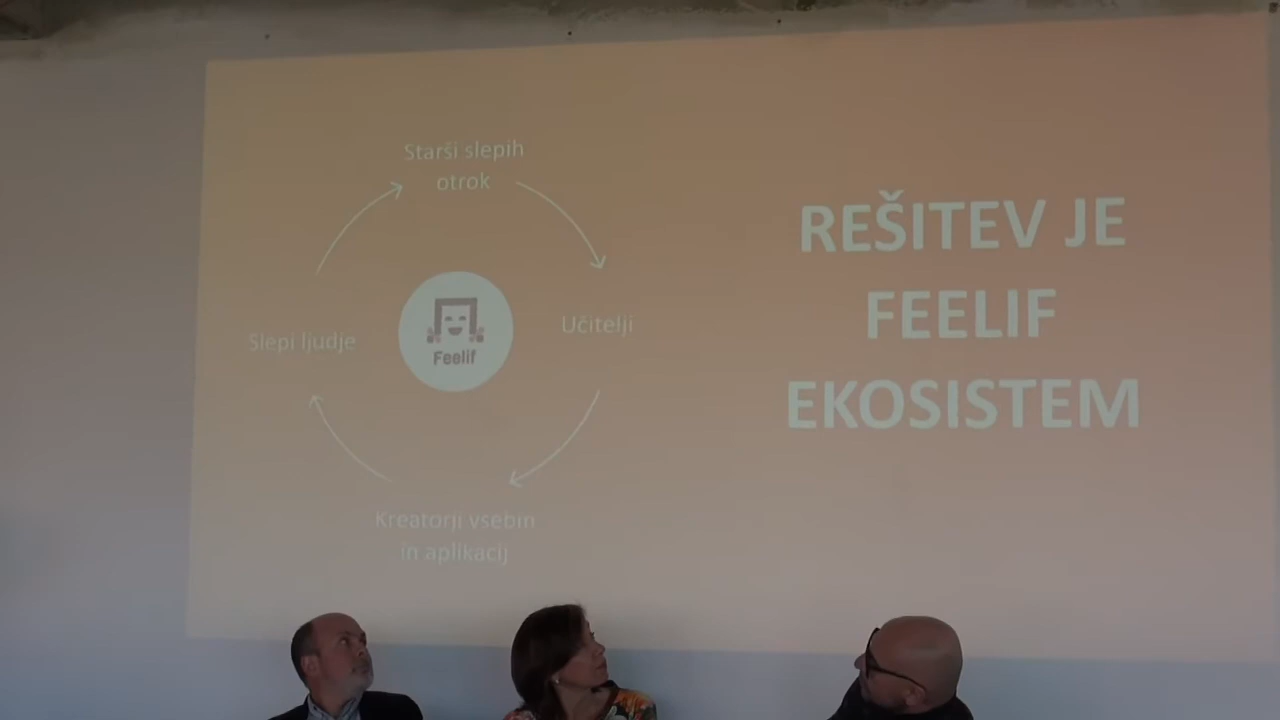 Starši slepih
otrok
Učitelji
Kreatorji vsebin
in aplikacij
Slepi ljudje
Feelif
REŠITEV JE
FEELIF
EKOSISTEM